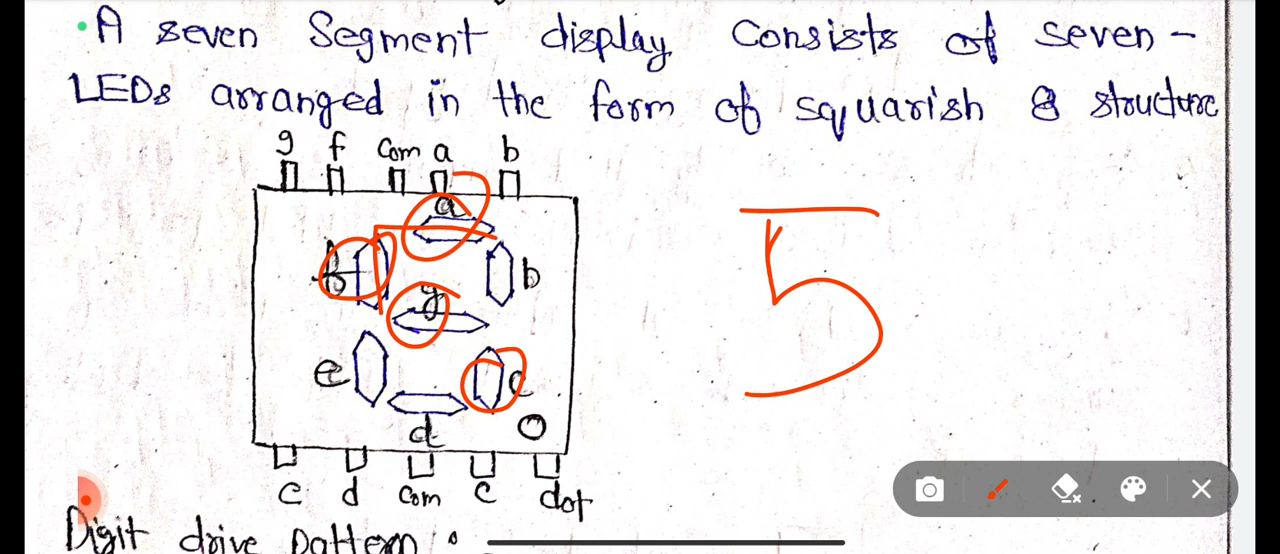 A seven Segment display Consists of seven-
LEDs arranged in the form of squarish 8 structure
g f Com a b
a
f b
g
e c
d
c d Com c dot
Digit drive pattern :
5